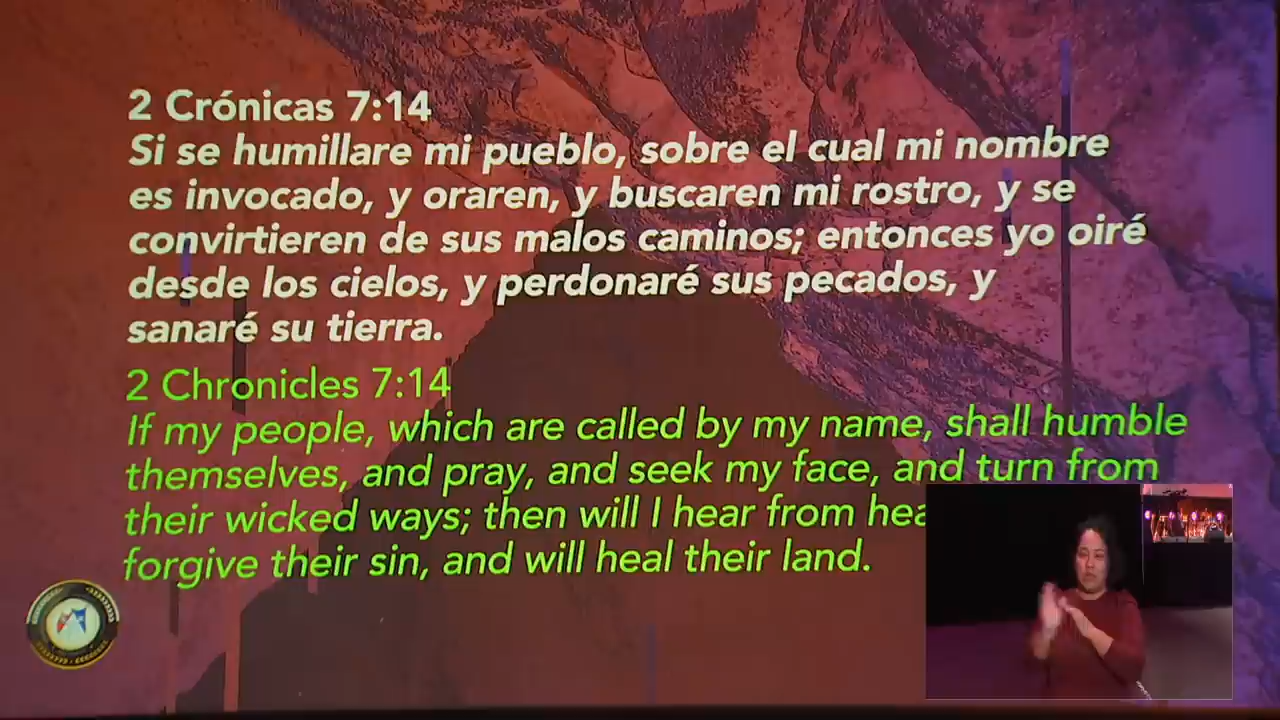 2 Crónicas 7:14
Si se humillare mi pueblo, sobre el cual mi nombre
es invocado, y oraren, y buscaren mi rostro, y se
convirtieren de sus malos caminos; entonces yo oiré
desde los cielos, y perdonaré sus pecados, y
sanaré su tierra.
2 Chronicles 7:14
If my people, which are called by my name, shall humble
themselves, and pray, and seek my face, and turn from
their wicked ways; then will I hear from hea
forgive their sin, and will heal their land.